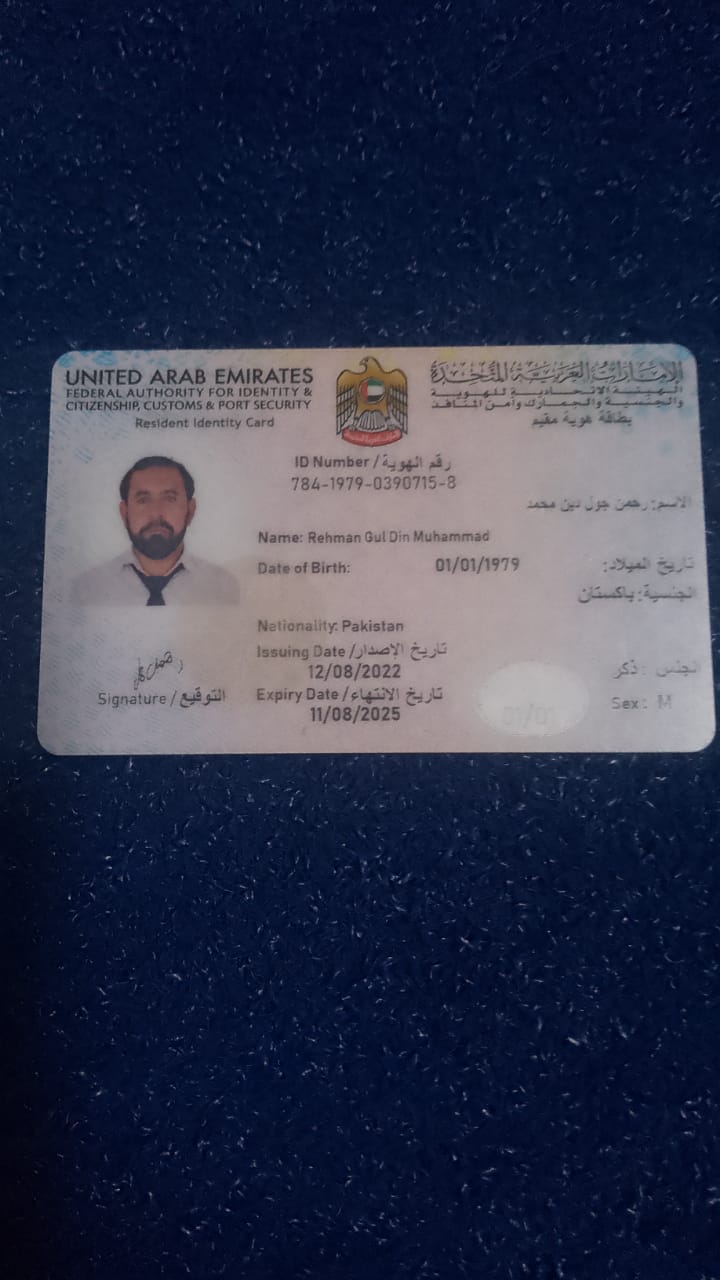 UNITED ARAB EMIRATES
FEDERAL AUTHORITY FOR IDENTITY &
CITIZENSHIP, CUSTOMS & PORT SECURITY
Resident Identity Card
الإمارات العربية المتحدة
الهيئة الاتحادية للهوية
والجنسية والجمارك وأمن المنافذ
بطاقة هوية مقيم
ID Number / رقم الهوية
784-1979-0390715-8
الاسم: رحمن جول دين محمد
Name: Rehman Gul Din Muhammad
Date of Birth: 01/01/1979 تاريخ الميلاد:
الجنسية: باكستان
Nationality: Pakistan
Issuing Date / تاريخ الاصدار
12/08/2022
الجنس : ذكر
Signature / التوقيع
Expiry Date / تاريخ الانتهاء
11/08/2025
Sex: M
01/01